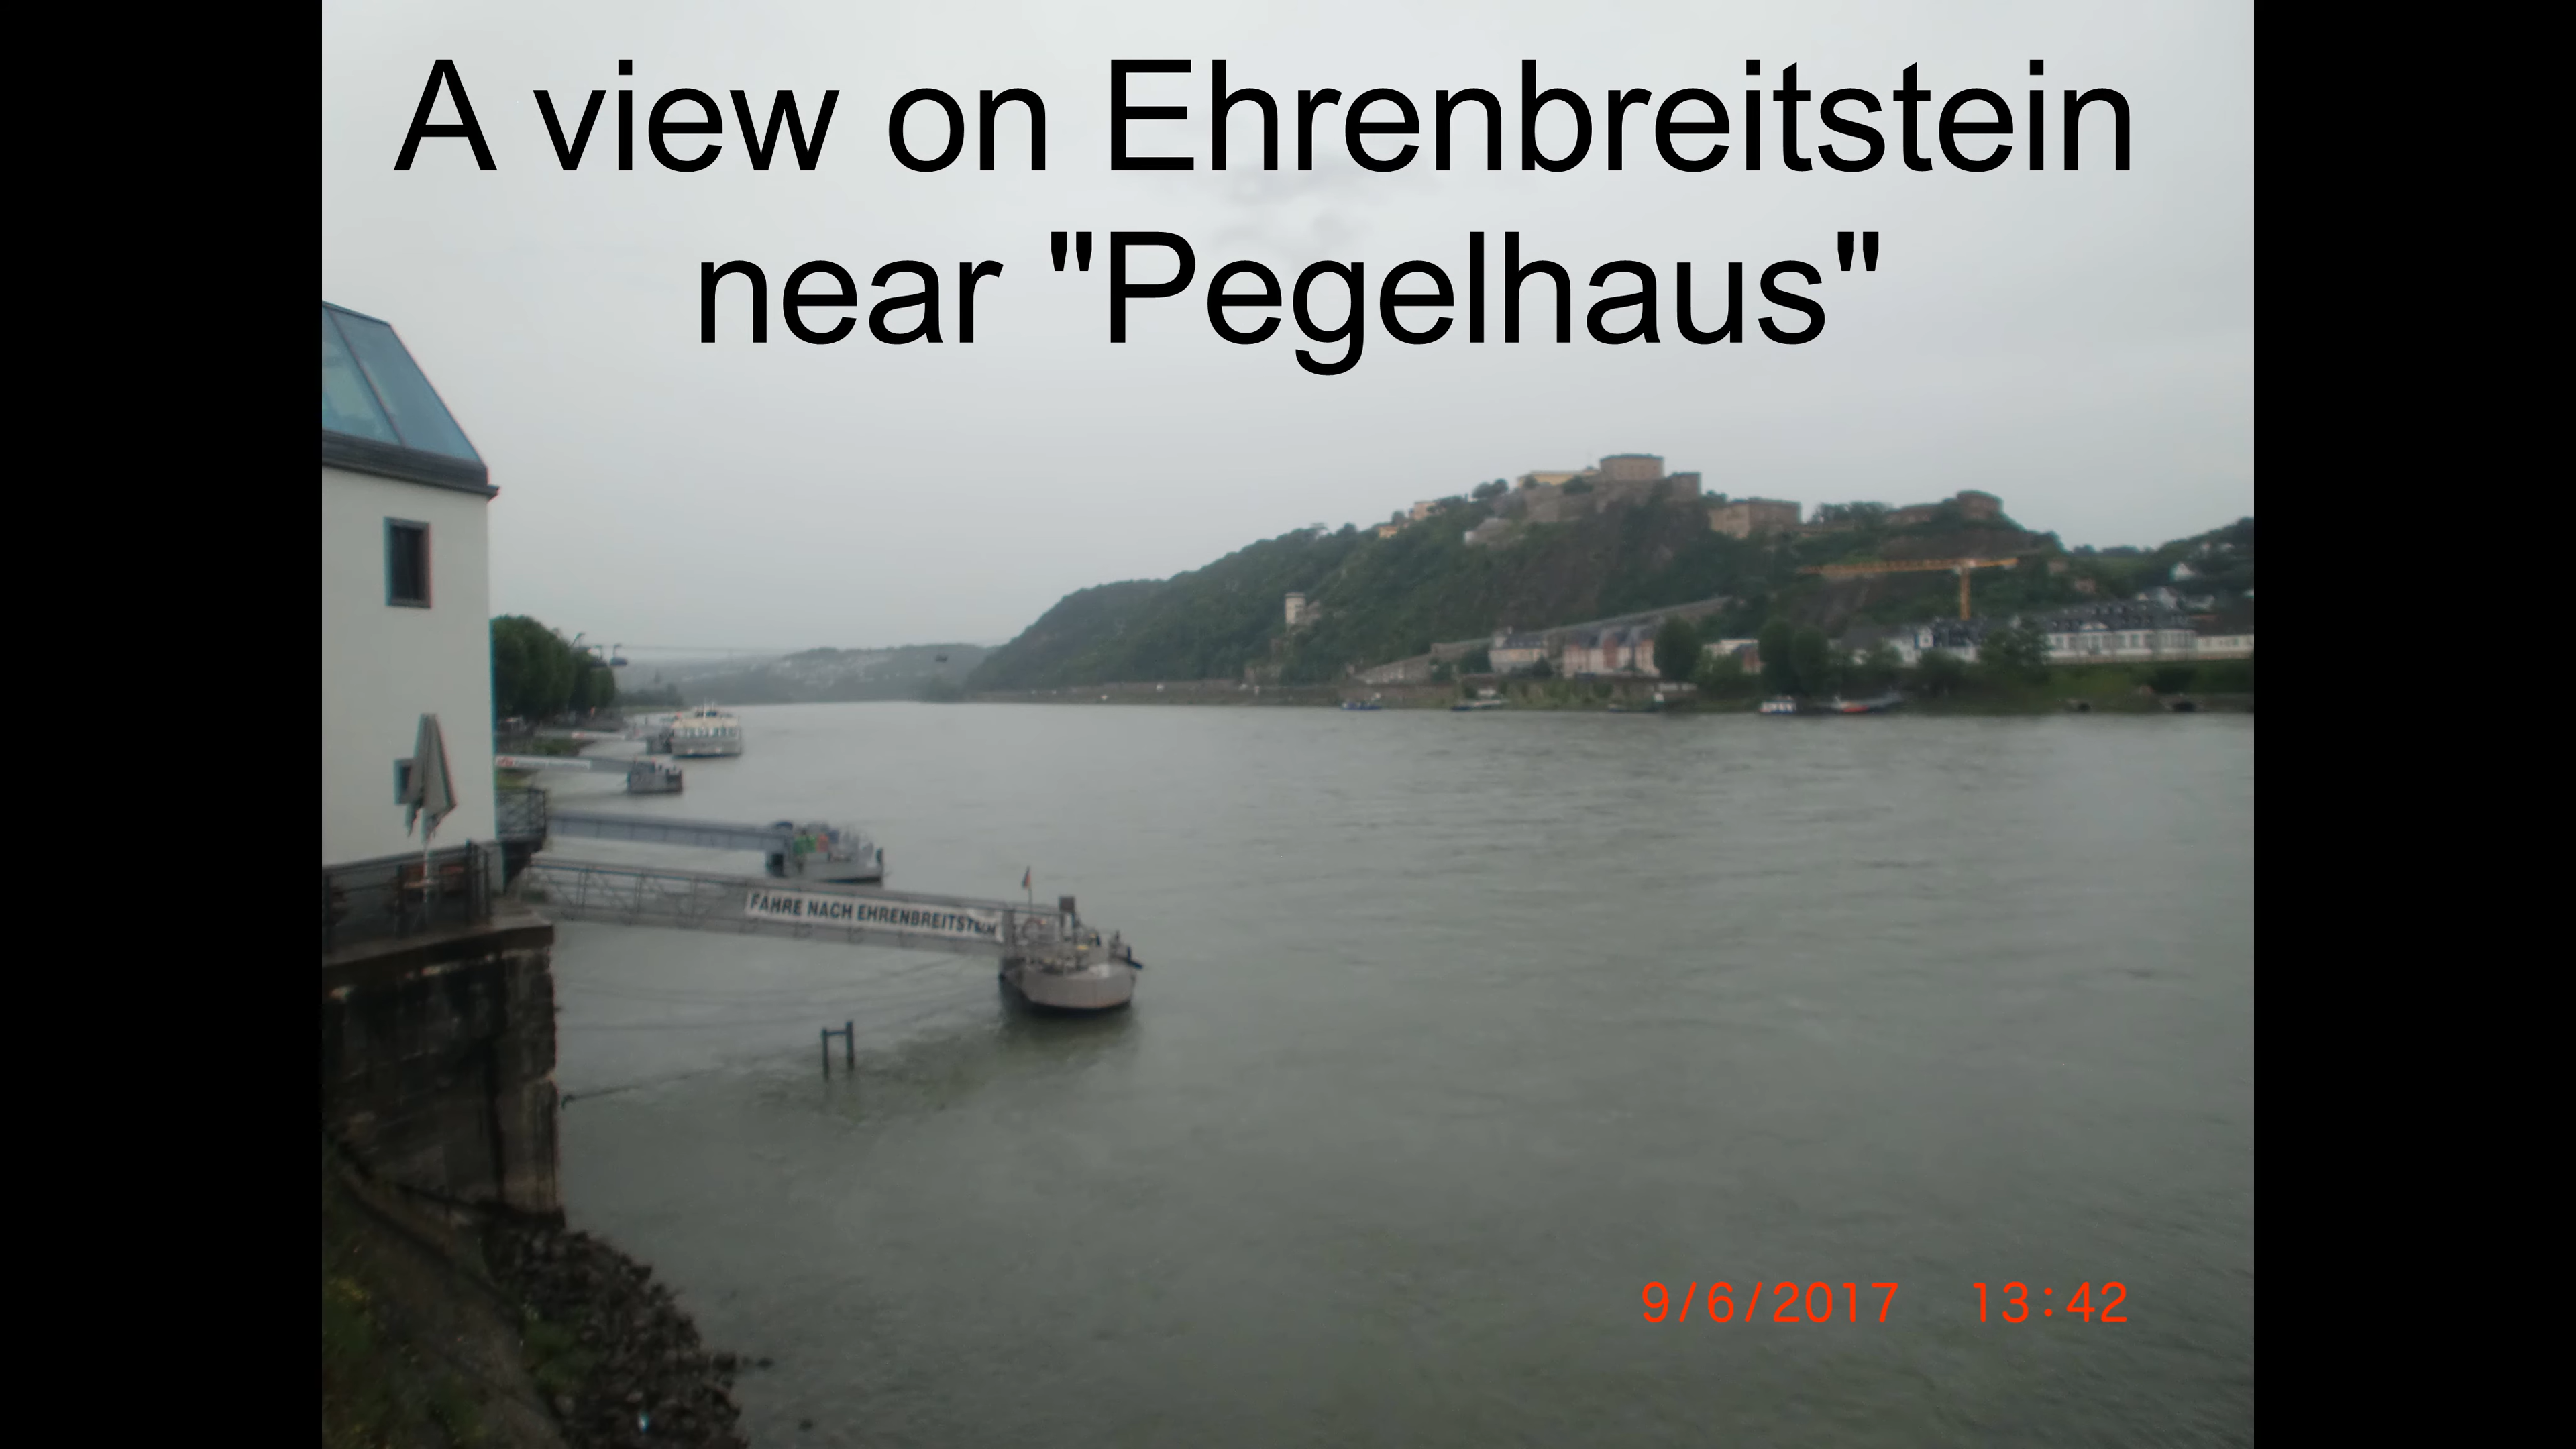 A view on Ehrenbreitstein
near "Pegelhaus"
FÄHRE NACH EHRENBREITSTEIN
9/6/2017 13:42